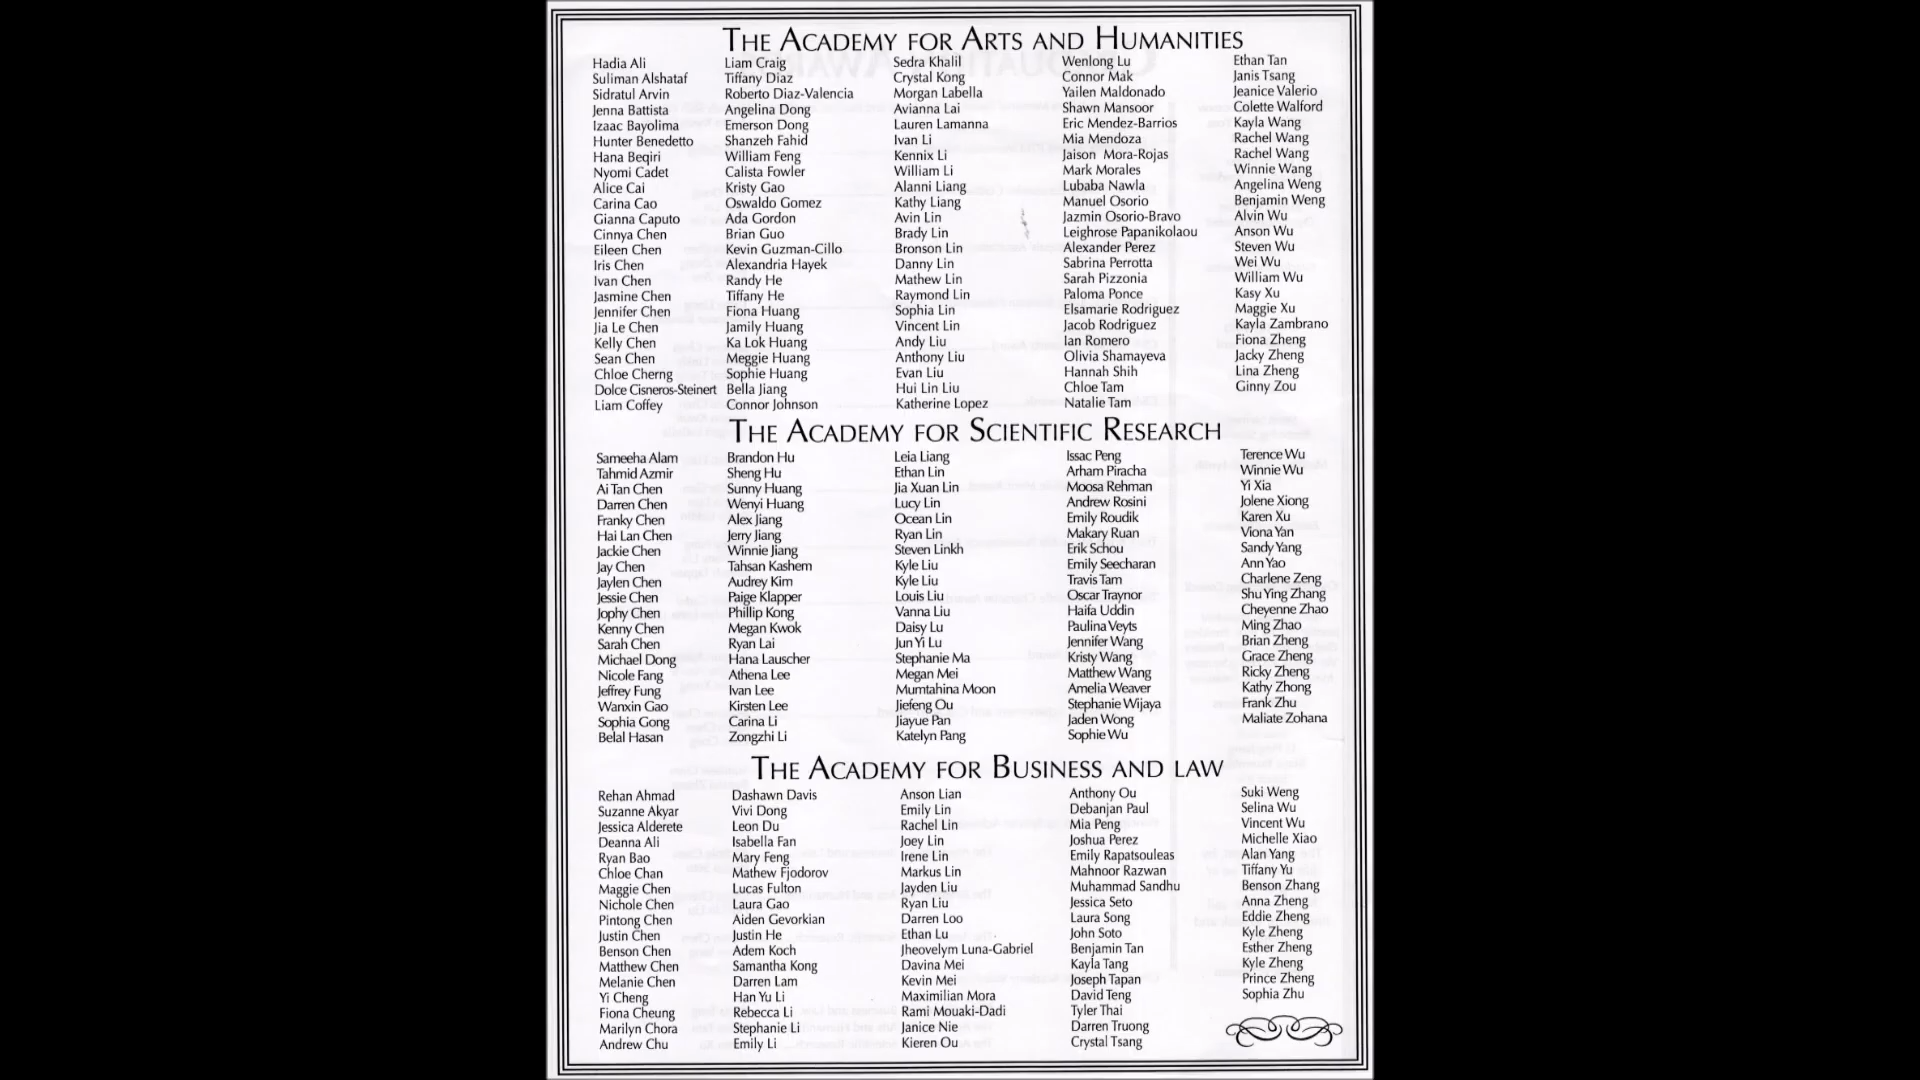 THE ACADEMY FOR ARTS AND HUMANITIES
Hadia Ali
Suliman Alshataf
Sidratul Arvin
Jenna Battista
Izaac Bayolima
Hunter Benedetto
Hana Beqiri
Nyomi Cadet
Alice Cai
Carina Cao
Gianna Caputo
Cinnya Chen
Eileen Chen
Iris Chen
Ivan Chen
Jasmine Chen
Jennifer Chen
Jia Le Chen
Kelly Chen
Sean Chen
Chloe Cherng
Dolce Cisneros-Steinert
Liam Coffey
Liam Craig
Tiffany Diaz
Roberto Diaz-Valencia
Angelina Dong
Emerson Dong
Shanzeh Fahid
William Feng
Calista Fowler
Kristy Gao
Oswaldo Gomez
Ada Gordon
Brian Guo
Kevin Guzman-Cillo
Alexandria Hayek
Randy He
Tiffany He
Fiona Huang
Jamily Huang
Ka Lok Huang
Meggie Huang
Sophie Huang
Bella Jiang
Connor Johnson
Sedra Khalil
Crystal Kong
Morgan Labella
Avianna Lai
Lauren Lamanna
Ivan Li
Kennix Li
William Li
Alanni Liang
Kathy Liang
Avin Lin
Brady Lin
Bronson Lin
Danny Lin
Mathew Lin
Raymond Lin
Sophia Lin
Vincent Lin
Andy Liu
Anthony Liu
Evan Liu
Hui Lin Liu
Katherine Lopez
Wenlong Lu
Connor Mak
Yailen Maldonado
Shawn Mansoor
Eric Mendez-Barrios
Mia Mendoza
Jaison Mora-Rojas
Mark Morales
Lubaba Nawla
Manuel Osorio
Jazmin Osorio-Bravo
Leighrose Papanikolaou
Alexander Perez
Sabrina Perrotta
Sarah Pizzonia
Paloma Ponce
Elsamarie Rodriguez
Jacob Rodriguez
Ian Romero
Olivia Shamayeva
Hannah Shih
Chloe Tam
Natalie Tam
Ethan Tan
Janis Tsang
Jeanice Valerio
Colette Walford
Kayla Wang
Rachel Wang
Rachel Wang
Winnie Wang
Angelina Weng
Benjamin Weng
Alvin Wu
Anson Wu
Steven Wu
Wei Wu
William Wu
Kasy Xu
Maggie Xu
Kayla Zambrano
Fiona Zheng
Jacky Zheng
Lina Zheng
Ginny Zou
THE ACADEMY FOR SCIENTIFIC RESEARCH
Sameeha Alam
Tahmid Azmir
Ai Tan Chen
Darren Chen
Franky Chen
Hai Lan Chen
Jackie Chen
Jay Chen
Jaylen Chen
Jessie Chen
Jophy Chen
Kenny Chen
Sarah Chen
Michael Dong
Nicole Fang
Jeffrey Fung
Wanxin Gao
Sophia Gong
Belal Hasan
Brandon Hu
Sheng Hu
Sunny Huang
Wenyi Huang
Alex Jiang
Jerry Jiang
Winnie Jiang
Tahsan Kashem
Audrey Kim
Paige Klapper
Phillip Kong
Megan Kwok
Ryan Lai
Hana Lauscher
Athena Lee
Ivan Lee
Kirsten Lee
Carina Li
Zongzhi Li
Leia Liang
Ethan Lin
Jia Xuan Lin
Lucy Lin
Ocean Lin
Ryan Lin
Steven Linkh
Kyle Liu
Kyle Liu
Louis Liu
Vanna Liu
Daisy Lu
Jun Yi Lu
Stephanie Ma
Megan Mei
Mumtahina Moon
Jiefeng Ou
Jiayue Pan
Katelyn Pang
Issac Peng
Arham Piracha
Moosa Rehman
Andrew Rosini
Emily Roudik
Makary Ruan
Erik Schou
Emily Seecharan
Travis Tam
Oscar Traynor
Haifa Uddin
Paulina Veyts
Jennifer Wang
Kristy Wang
Matthew Wang
Amelia Weaver
Stephanie Wijaya
Jaden Wong
Sophie Wu
Terence Wu
Winnie Wu
Yi Xia
Jolene Xiong
Karen Xu
Viona Yan
Sandy Yang
Ann Yao
Charlene Zeng
Shu Ying Zhang
Cheyenne Zhao
Ming Zhao
Brian Zheng
Grace Zheng
Ricky Zheng
Kathy Zhong
Frank Zhu
Maliate Zohana
THE ACADEMY FOR BUSINESS AND LAW
Rehan Ahmad
Suzanne Akyar
Jessica Alderete
Deanna Ali
Ryan Bao
Chloe Chan
Maggie Chen
Nichole Chen
Pintong Chen
Justin Chen
Benson Chen
Matthew Chen
Melanie Chen
Yi Cheng
Fiona Cheung
Marilyn Chora
Andrew Chu
Dashawn Davis
Vivi Dong
Leon Du
Isabella Fan
Mary Feng
Mathew Fjodorov
Lucas Fulton
Laura Gao
Aiden Gevorkian
Justin He
Adem Koch
Samantha Kong
Darren Lam
Han Yu Li
Rebecca Li
Stephanie Li
Emily Li
Anson Lian
Emily Lin
Rachel Lin
Joey Lin
Irene Lin
Markus Lin
Jayden Liu
Ryan Liu
Darren Loo
Ethan Lu
Jheovelym Luna-Gabriel
Davina Mei
Kevin Mei
Maximilian Mora
Rami Mouaki-Dadi
Janice Nie
Kieren Ou
Anthony Ou
Debanjan Paul
Mia Peng
Joshua Perez
Emily Rapatsouleas
Mahnoor Razwan
Muhammad Sandhu
Jessica Seto
Laura Song
John Soto
Benjamin Tan
Kayla Tang
Joseph Tapan
David Teng
Tyler Thai
Darren Truong
Crystal Tsang
Suki Weng
Selina Wu
Vincent Wu
Michelle Xiao
Alan Yang
Tiffany Yu
Benson Zhang
Anna Zheng
Eddie Zheng
Kyle Zheng
Esther Zheng
Kyle Zheng
Prince Zheng
Sophia Zhu